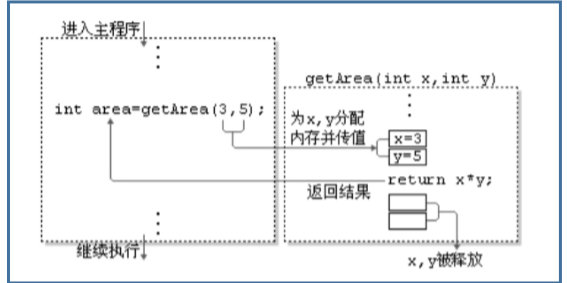 进入主程序
getArea(int x,int y)
int area=getArea(3,5);
为x,y分配
内存并传值
x=3
y=5
return x*y;
返回结果
继续执行
x,y被释放